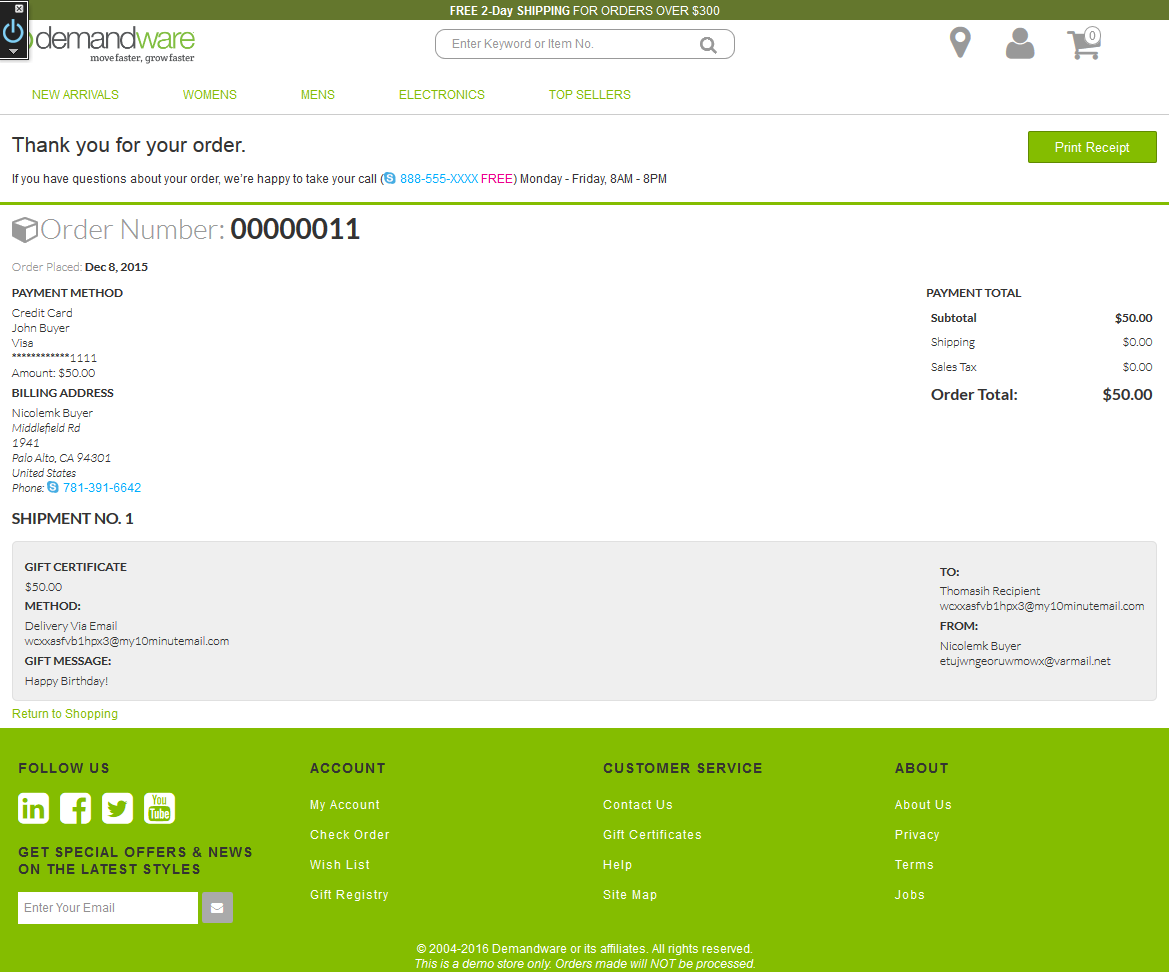 FREE 2-Day SHIPPING FOR ORDERS OVER $300
demandware
move faster, grow faster
Enter Keyword or Item No.
0
NEW ARRIVALS WOMENS MENS ELECTRONICS TOP SELLERS
Thank you for your order.
Print Receipt
If you have questions about your order, we're happy to take your call (888-555-XXXX FREE) Monday - Friday, 8AM - 8PM
Order Number: 00000011
Order Placed: Dec 8, 2015
PAYMENT METHOD
Credit Card
John Buyer
Visa
************1111
Amount: $50.00
BILLING ADDRESS
Nicolemk Buyer
Middlefield Rd
1941
Palo Alto, CA 94301
United States
Phone: 781-391-6642
PAYMENT TOTAL
Subtotal $50.00
Shipping $0.00
Sales Tax $0.00
Order Total: $50.00
SHIPMENT NO. 1
GIFT CERTIFICATE
$50.00
METHOD:
Delivery Via Email
wcxxasfvb1hpx3@my10minutemail.com
GIFT MESSAGE:
Happy Birthday!
TO:
Thomasih Recipient
wcxxasfvb1hpx3@my10minutemail.com
FROM:
Nicolemk Buyer
etujwngeoruwmowx@varmail.net
Return to Shopping
FOLLOW US
in
You
Tube
GET SPECIAL OFFERS & NEWS
ON THE LATEST STYLES
Enter Your Email
ACCOUNT
My Account
Check Order
Wish List
Gift Registry
CUSTOMER SERVICE
Contact Us
Gift Certificates
Help
Site Map
ABOUT
About Us
Privacy
Terms
Jobs
© 2004-2016 Demandware or its affiliates. All rights reserved.
This is a demo store only. Orders made will NOT be processed.